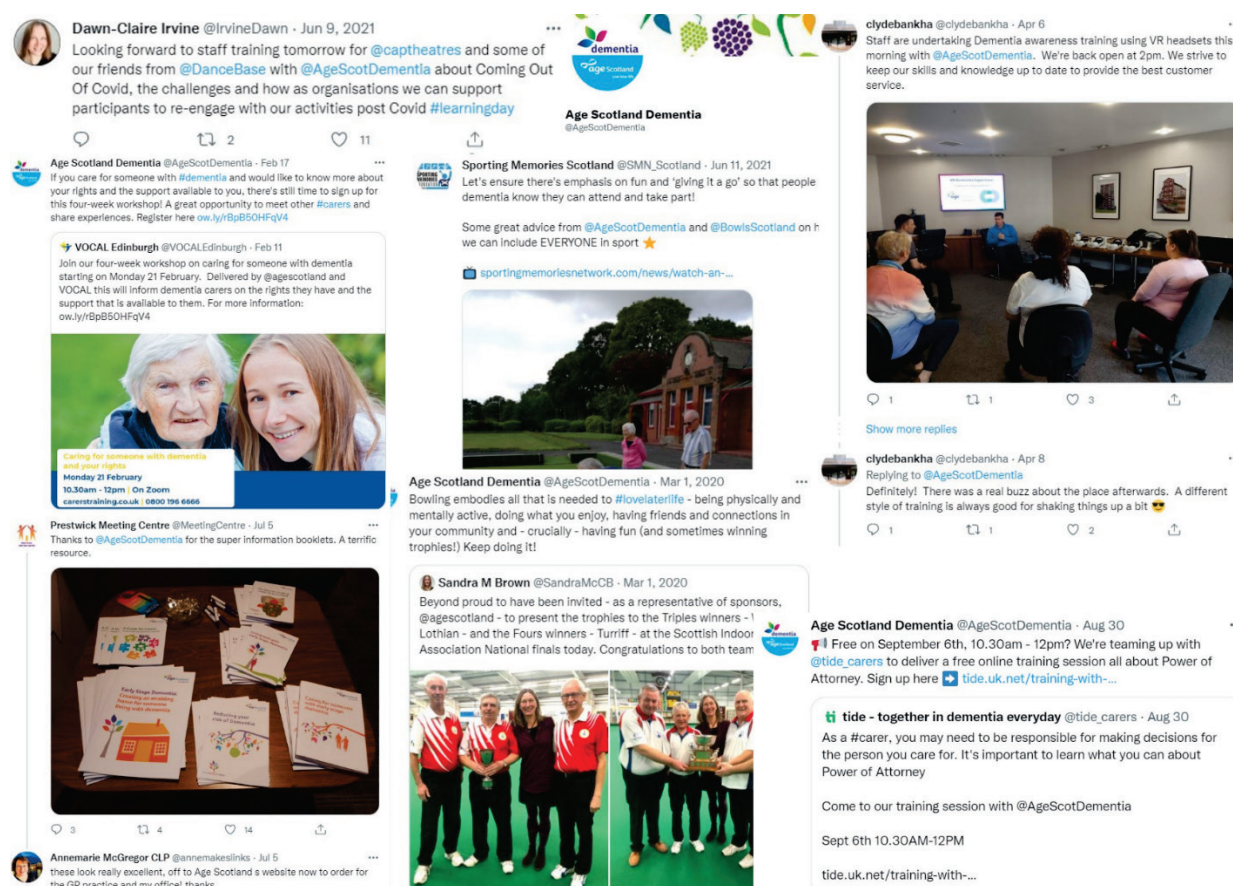 Dawn-Claire Irvine @IrvineDawn · Jun 9, 2021
Looking forward to staff training tomorrow for @captheatres and some of
our friends from @DanceBase with @AgeScotDementia about Coming Out
Of Covid, the challenges and how as organisations we can support
participants to re-engage with our activities post Covid #learningday
2 11
dementia
age Scotland
Age Scotland Dementia
@AgeScotDementia
Age Scotland Dementia @AgeScotDementia · Feb 17
If you care for someone with #dementia and would like to know more about
your rights and the support available to you, there's still time to sign up for
this four-week workshop! A great opportunity to meet other #carers and
share experiences. Register here ow.ly/rBpB50HFqV4
VOCAL Edinburgh @VOCALEdinburgh · Feb 11
Join our four-week workshop on caring for someone with dementia
starting on Monday 21 February. Delivered by @agescotland and
VOCAL this will inform dementia carers on the rights they have and the
support that is available to them. For more information:
ow.ly/rBpB50HFqV4
Caring for someone with dementia
and your rights
Monday 21 February
10.30am - 12pm | On Zoom
carerstraining.co.uk | 0800 196 6666
Prestwick Meeting Centre @MeetingCentre · Jul 5
Thanks to @AgeScotDementia for the super information booklets. A terrific
resource.
Early Stage Dementia:
3 4 14
Annemarie McGregor CLP @annemakeslinks · Jul 5
these look really excellent, off to Age Scotland s website now to order for
the GP practice and my office! thanks
SPORTING
MEMORIES
Sporting Memories Scotland @SMN_Scotland · Jun 11, 2021
Let's ensure there's emphasis on fun and 'giving it a go' so that people
dementia know they can attend and take part!
Some great advice from @AgeScotDementia and @BowlsScotland on h
we can include EVERYONE in sport ⭐
📺 sportingmemoriesnetwork.com/news/watch-an-...
Age Scotland Dementia @AgeScotDementia · Mar 1, 2020
Bowling embodies all that is needed to #lovelaterlife - being physically and
mentally active, doing what you enjoy, having friends and connections in
your community and - crucially - having fun (and sometimes winning
trophies!) Keep doing it!
Sandra M Brown @SandraMcCB · Mar 1, 2020
Beyond proud to have been invited - as a representative of sponsors,
@agescotland - to present the trophies to the Triples winners -
Lothian - and the Fours winners - Turriff - at the Scottish Indoor
Association National finals today. Congratulations to both team
clydebankha @clydebankha · Apr 6
Staff are undertaking Dementia awareness training using VR headsets this
morning with @AgeScotDementia. We're back open at 2pm. We strive to
keep our skills and knowledge up to date to provide the best customer
service.
1 1 3
Show more replies
clydebankha @clydebankha · Apr 8
Replying to @AgeScotDementia
Definitely! There was a real buzz about the place afterwards. A different
style of training is always good for shaking things up a bit 😎
1 1 2
dementia
Age Scotland Dementia @AgeScotDementia · Aug 30
📢 Free on September 6th, 10.30am - 12pm? We're teaming up with
@tide_carers to deliver a free online training session all about Power of
Attorney. Sign up here ➡️ tide.uk.net/training-with-...
ti tide - together in dementia everyday @tide_carers · Aug 30
As a #carer, you may need to be responsible for making decisions for
the person you care for. It's important to learn what you can about
Power of Attorney
Come to our training session with @AgeScotDementia
Sept 6th 10.30AM-12PM
tide.uk.net/training-with-...